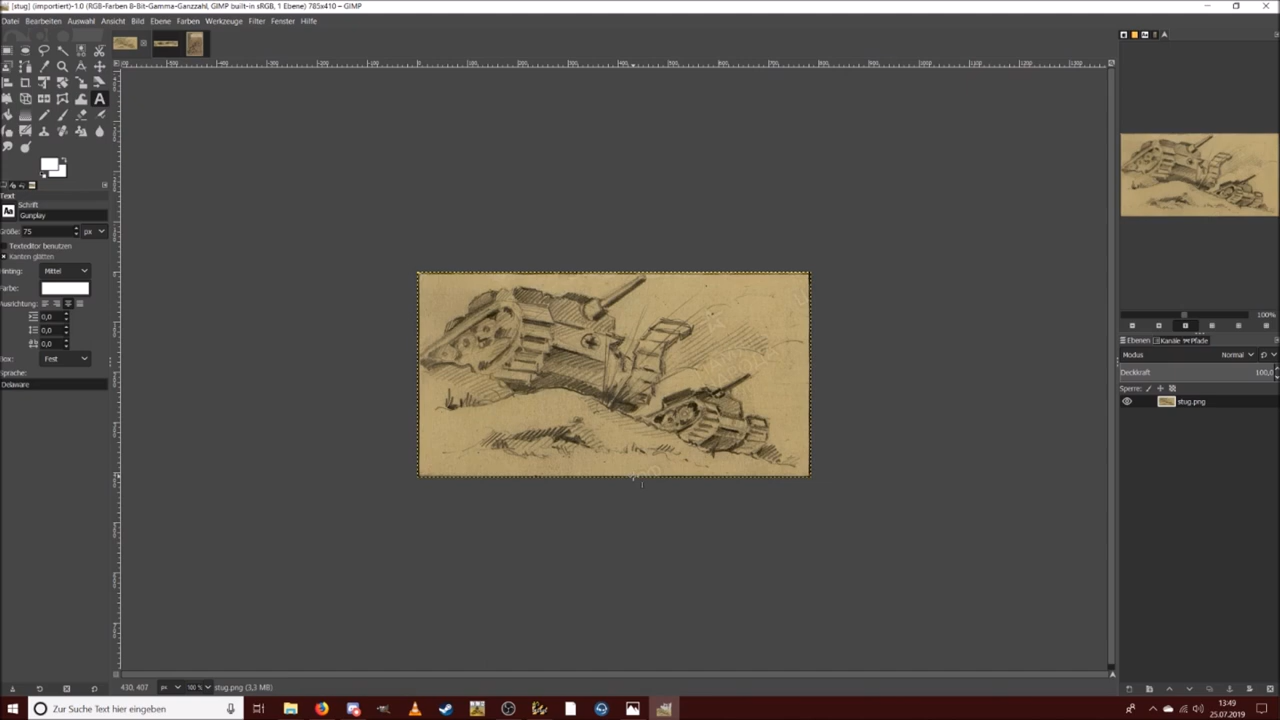 [stug] (importiert)-1.0 (RGB-Farben 8-Bit-Gamma-Ganzzahl, GIMP built-in sRGB, 1 Ebene) 785x410 – GIMP
Datei Bearbeiten Auswahl Ansicht Bild Ebene Farben Werkzeuge Filter Fenster Hilfe
Text
Schrift
Aa Gunplay
Größe: 75 px
Texteditor benutzen
Kanten glätten
Hinting: Mittel
Farbe:
Ausrichtung:
0,0
0,0
0,0
Box: Fest
Sprache:
Delaware
100%
Ebenen Kanäle Pfade
Modus Normal
Deckkraft 100,0
Sperre:
stug.png
430, 407 px 100 % stug.png (3,3 MB)
Zur Suche Text hier eingeben
13:49
25.07.2019